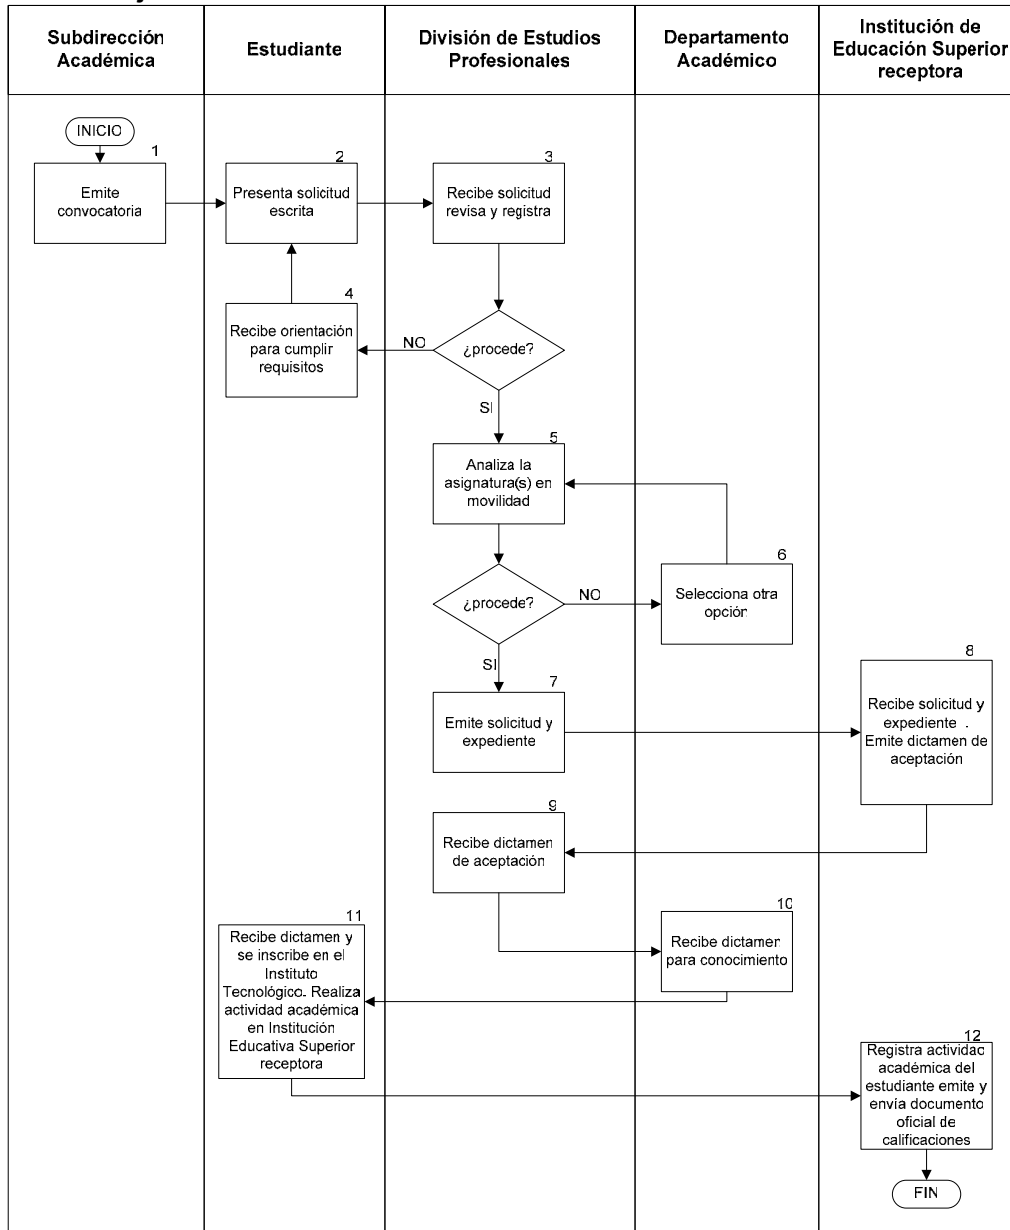 Subdirección
Académica
Estudiante
División de Estudios
Profesionales
Departamento
Académico
Institución de
Educación Superior
receptora
INICIO
1
Emite
convocatoria
2
Presenta solicitud
escrita
3
Recibe solicitud
revisa y registra
4
Recibe orientación
para cumplir
requisitos
NO
¿procede?
SI
5
Analiza la
asignatura(s) en
movilidad
¿procede?
NO
6
Selecciona otra
opción
SI
7
Emite solicitud y
expediente
8
Recibe solicitud y
expediente .
Emite dictamen de
aceptación
9
Recibe dictamen
de aceptación
10
Recibe dictamen
para conocimiento
11
Recibe dictamen y
se inscribe en el
Instituto
Tecnológico. Realiza
actividad académica
en Institución
Educativa Superior
receptora
12
Registra actividad
académica del
estudiante emite y
envía documento
oficial de
calificaciones
FIN